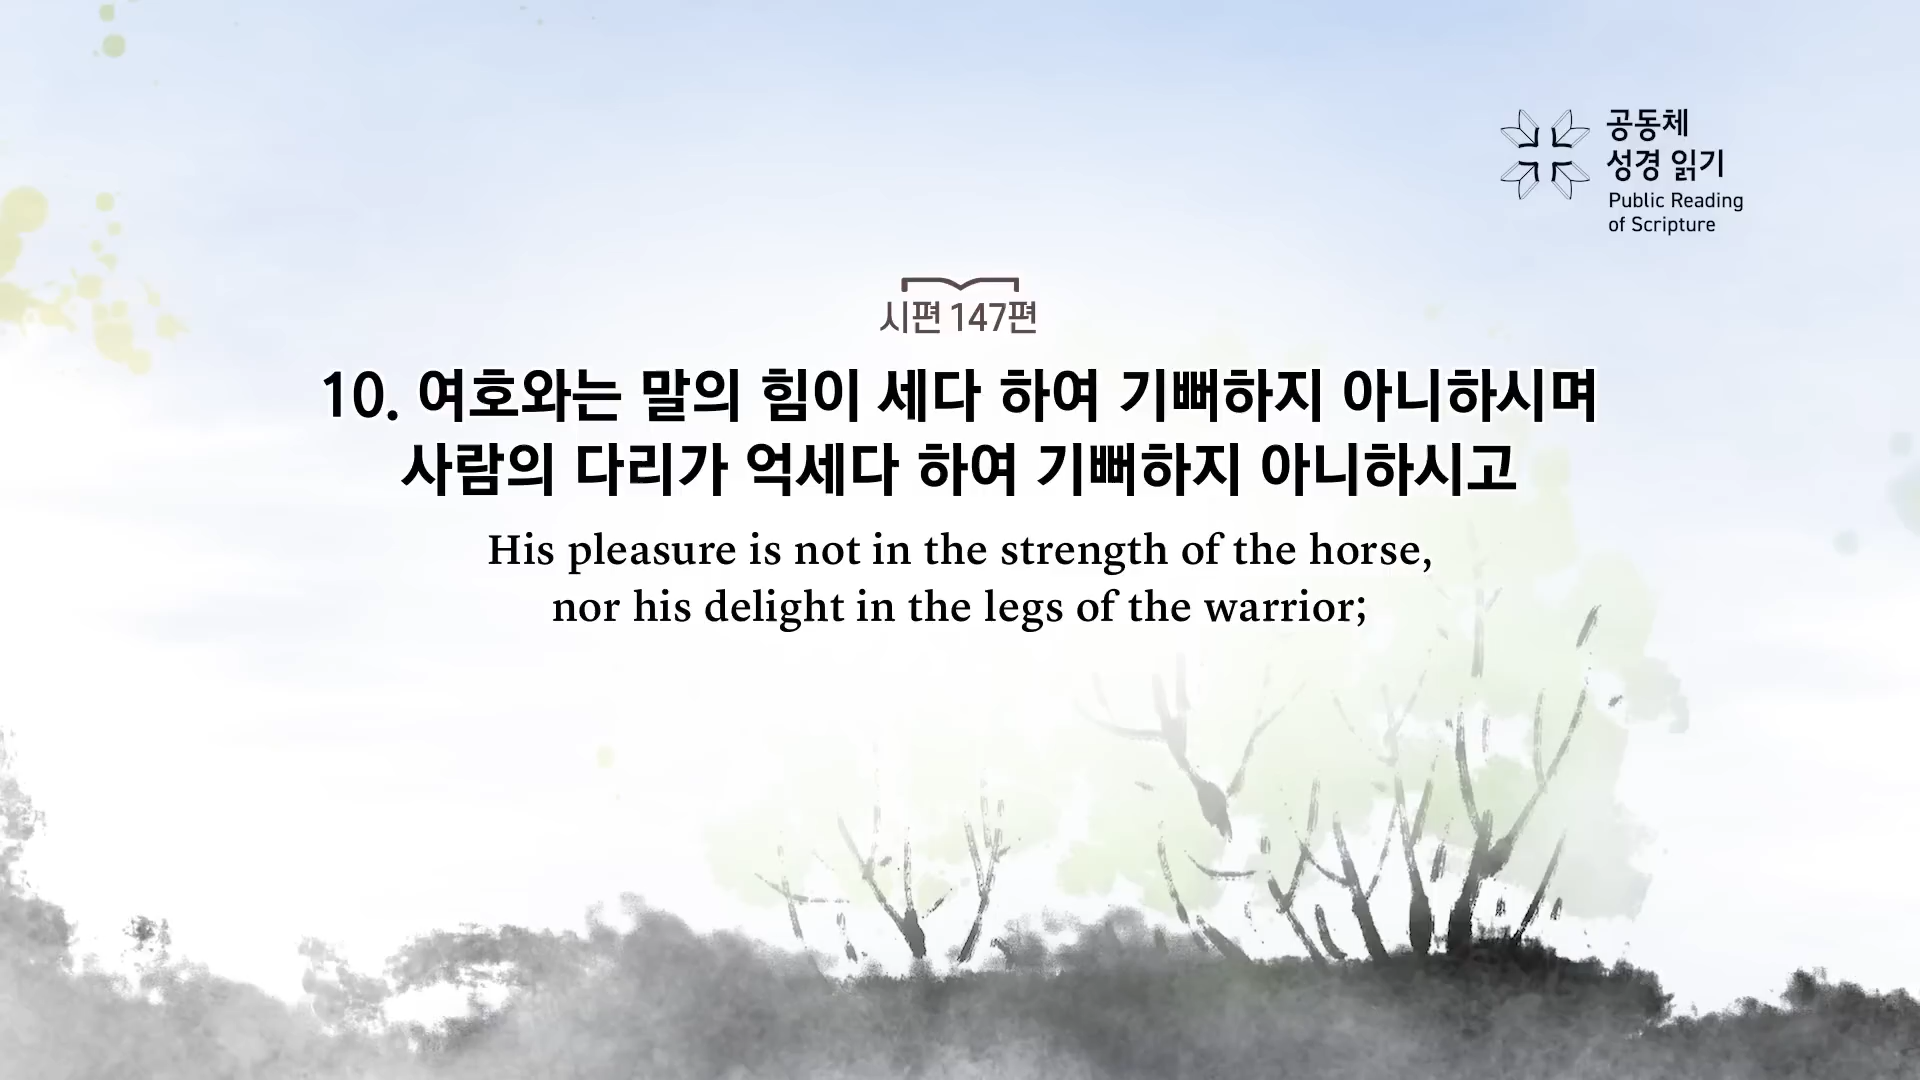 공동체
성경 읽기
Public Reading
of Scripture
시편 147편
10. 여호와는 말의 힘이 세다 하여 기뻐하지 아니하시며
사람의 다리가 억세다 하여 기뻐하지 아니하시고
His pleasure is not in the strength of the horse,
nor his delight in the legs of the warrior;